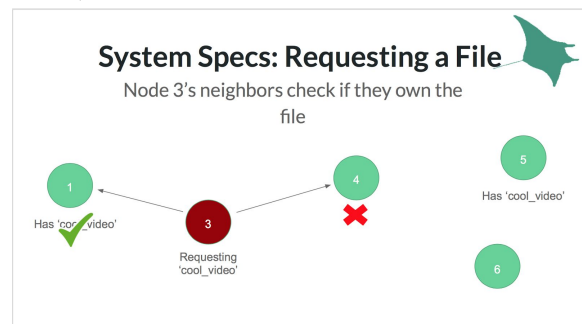 System Specs: Requesting a File
Node 3's neighbors check if they own the
file
1
Has 'cool_video'
3
Requesting
'cool_video'
4
5
Has 'cool_video'
6